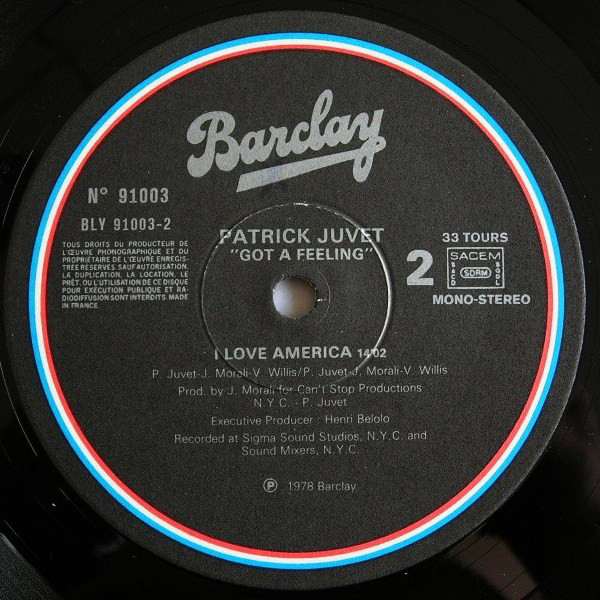 Barclay
N° 91003
BLY 91003-2
TOUS DROITS DU PRODUCTEUR DE
L'ŒUVRE PHONOGRAPHIQUE ET DU
PROPRIÉTAIRE DE L'ŒUVRE ENREGIS-
TRÉE RÉSERVÉS. SAUF AUTORISATION,
LA DUPLICATION, LA LOCATION, LE
PRÊT, OU L'UTILISATION DE CE DISQUE
POUR EXÉCUTION PUBLIQUE ET RA-
DIODIFFUSION SONT INTERDITS. MADE
IN FRANCE.
PATRICK JUVET
"GOT A FEELING"
2
33 TOURS
SACEM
SACD
SDRM
SGDL
MONO-STEREO
I LOVE AMERICA 14'02
P. Juvet-J. Morali-V. Willis/P. Juvet-J. Morali-V. Willis
Prod. by J. Morali for Can't Stop Productions
N.Y.C. - P. Juvet
Executive Producer : Henri Belolo
Recorded at Sigma Sound Studios, N.Y.C. and
Sound Mixers, N.Y.C.
℗ 1978 Barclay